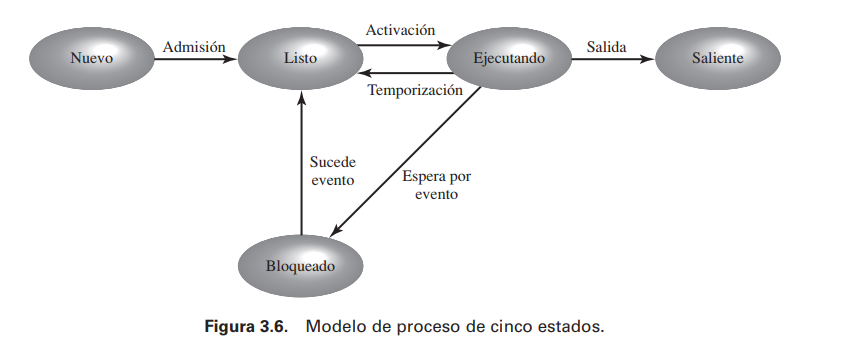 Activación
Nuevo
Admisión
Listo
Ejecutando
Salida
Saliente
Temporización
Sucede
evento
Espera por
evento
Bloqueado
Figura 3.6. Modelo de proceso de cinco estados.